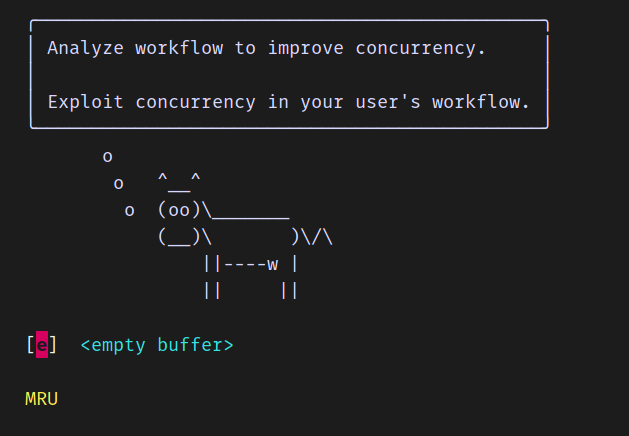 Analyze workflow to improve concurrency.
Exploit concurrency in your user's workflow.
o
o   ^__^
o  (oo)\_______
(__)\       )\/\
||----w |
||     ||
[e]  <empty buffer>
MRU